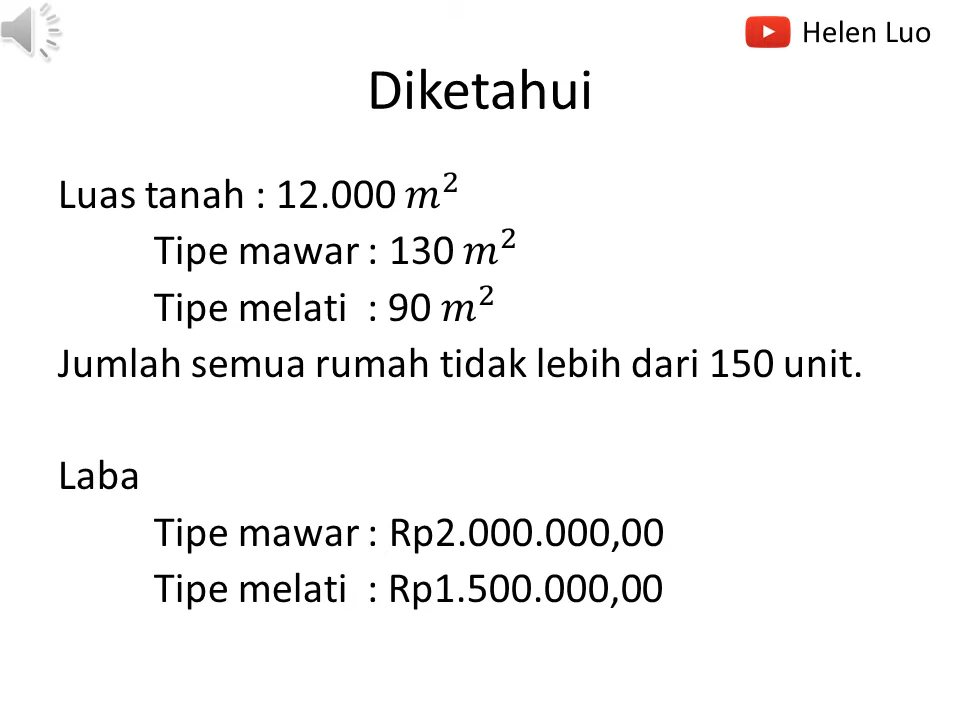 Helen Luo
Diketahui
Luas tanah : 12.000 𝑚²
Tipe mawar : 130 𝑚²
Tipe melati : 90 𝑚²
Jumlah semua rumah tidak lebih dari 150 unit.
Laba
Tipe mawar : Rp2.000.000,00
Tipe melati : Rp1.500.000,00